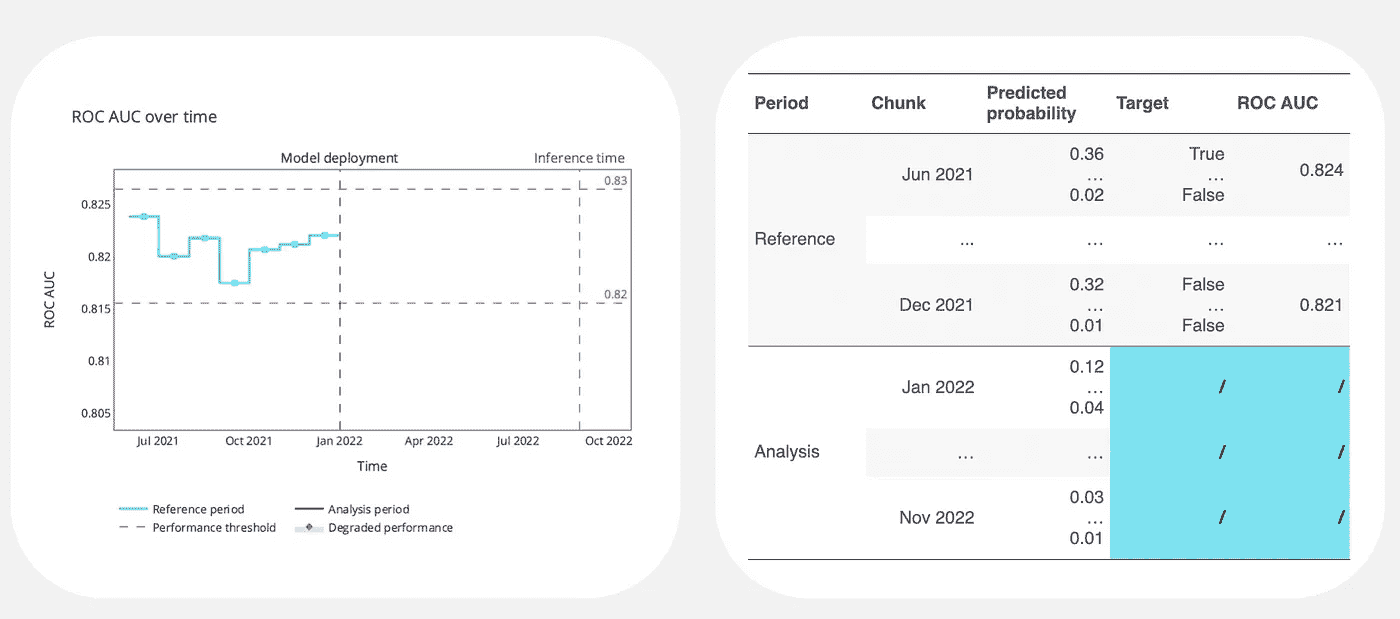 ROC AUC over time
Model deployment
Inference time
0.83
0.825
0.82
0.82
0.815
0.81
0.805
ROC AUC
Jul 2021 Oct 2021 Jan 2022 Apr 2022 Jul 2022 Oct 2022
Time
Reference period Analysis period
Performance threshold Degraded performance
Period Chunk Predicted probability Target ROC AUC
Reference
Jun 2021
0.36 True
... ...
0.02 False
0.824
... ... ... ...
Dec 2021
0.32 False
... ...
0.01 False
0.821
Analysis
Jan 2022
0.12
...
0.04
/ /
... ... / /
Nov 2022
0.03
...
0.01
/ /